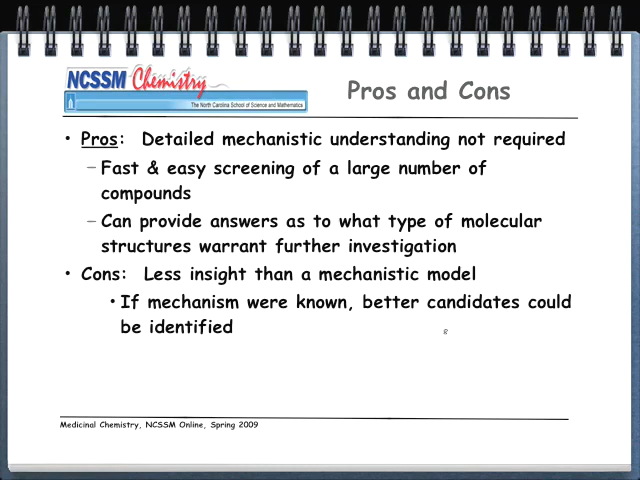 NCSSM Chemistry
The North Carolina School of Science and Mathematics
Pros and Cons
• Pros: Detailed mechanistic understanding not required
– Fast & easy screening of a large number of
compounds
– Can provide answers as to what type of molecular
structures warrant further investigation
• Cons: Less insight than a mechanistic model
• If mechanism were known, better candidates could
be identified
Medicinal Chemistry, NCSSM Online, Spring 2009